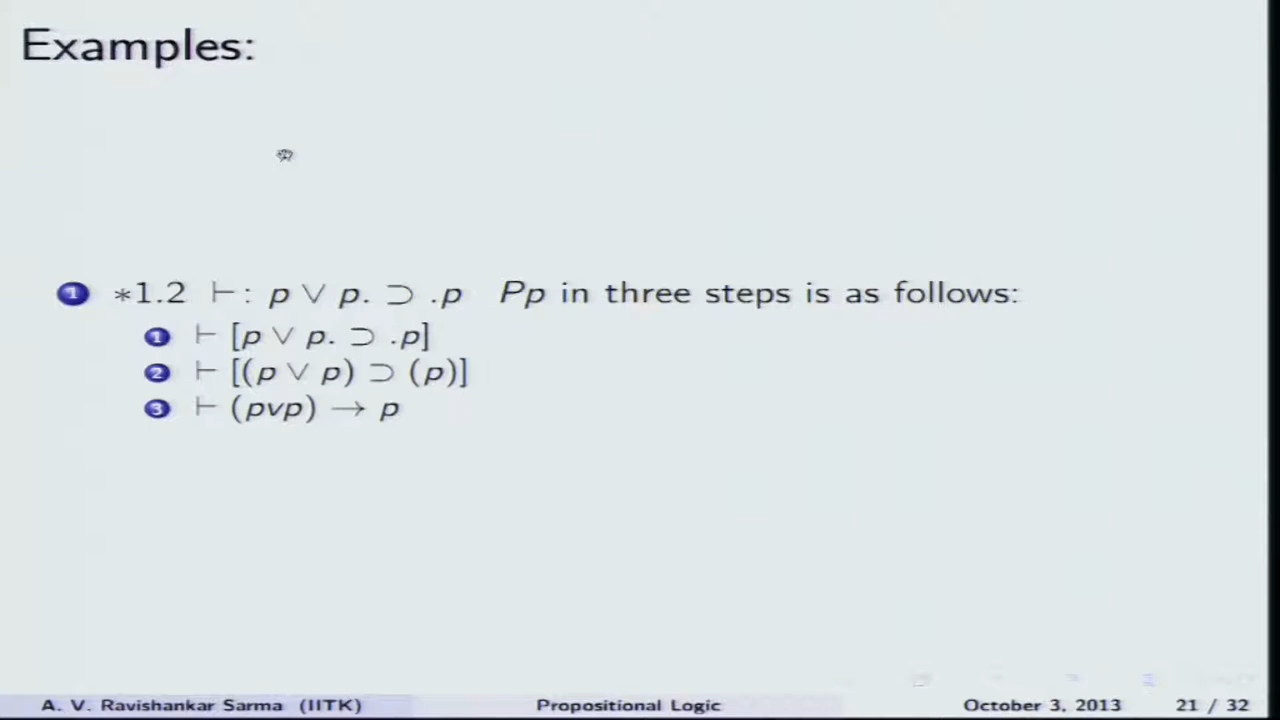 Examples:
1 ∗1.2 ⊢: p ∨ p. ⊃ .p Pp in three steps is as follows:
1 ⊢ [p ∨ p. ⊃ .p]
2 ⊢ [(p ∨ p) ⊃ (p)]
3 ⊢ (pvp) → p
A. V. Ravishankar Sarma (IITK) Propositional Logic October 3, 2013 21 / 32